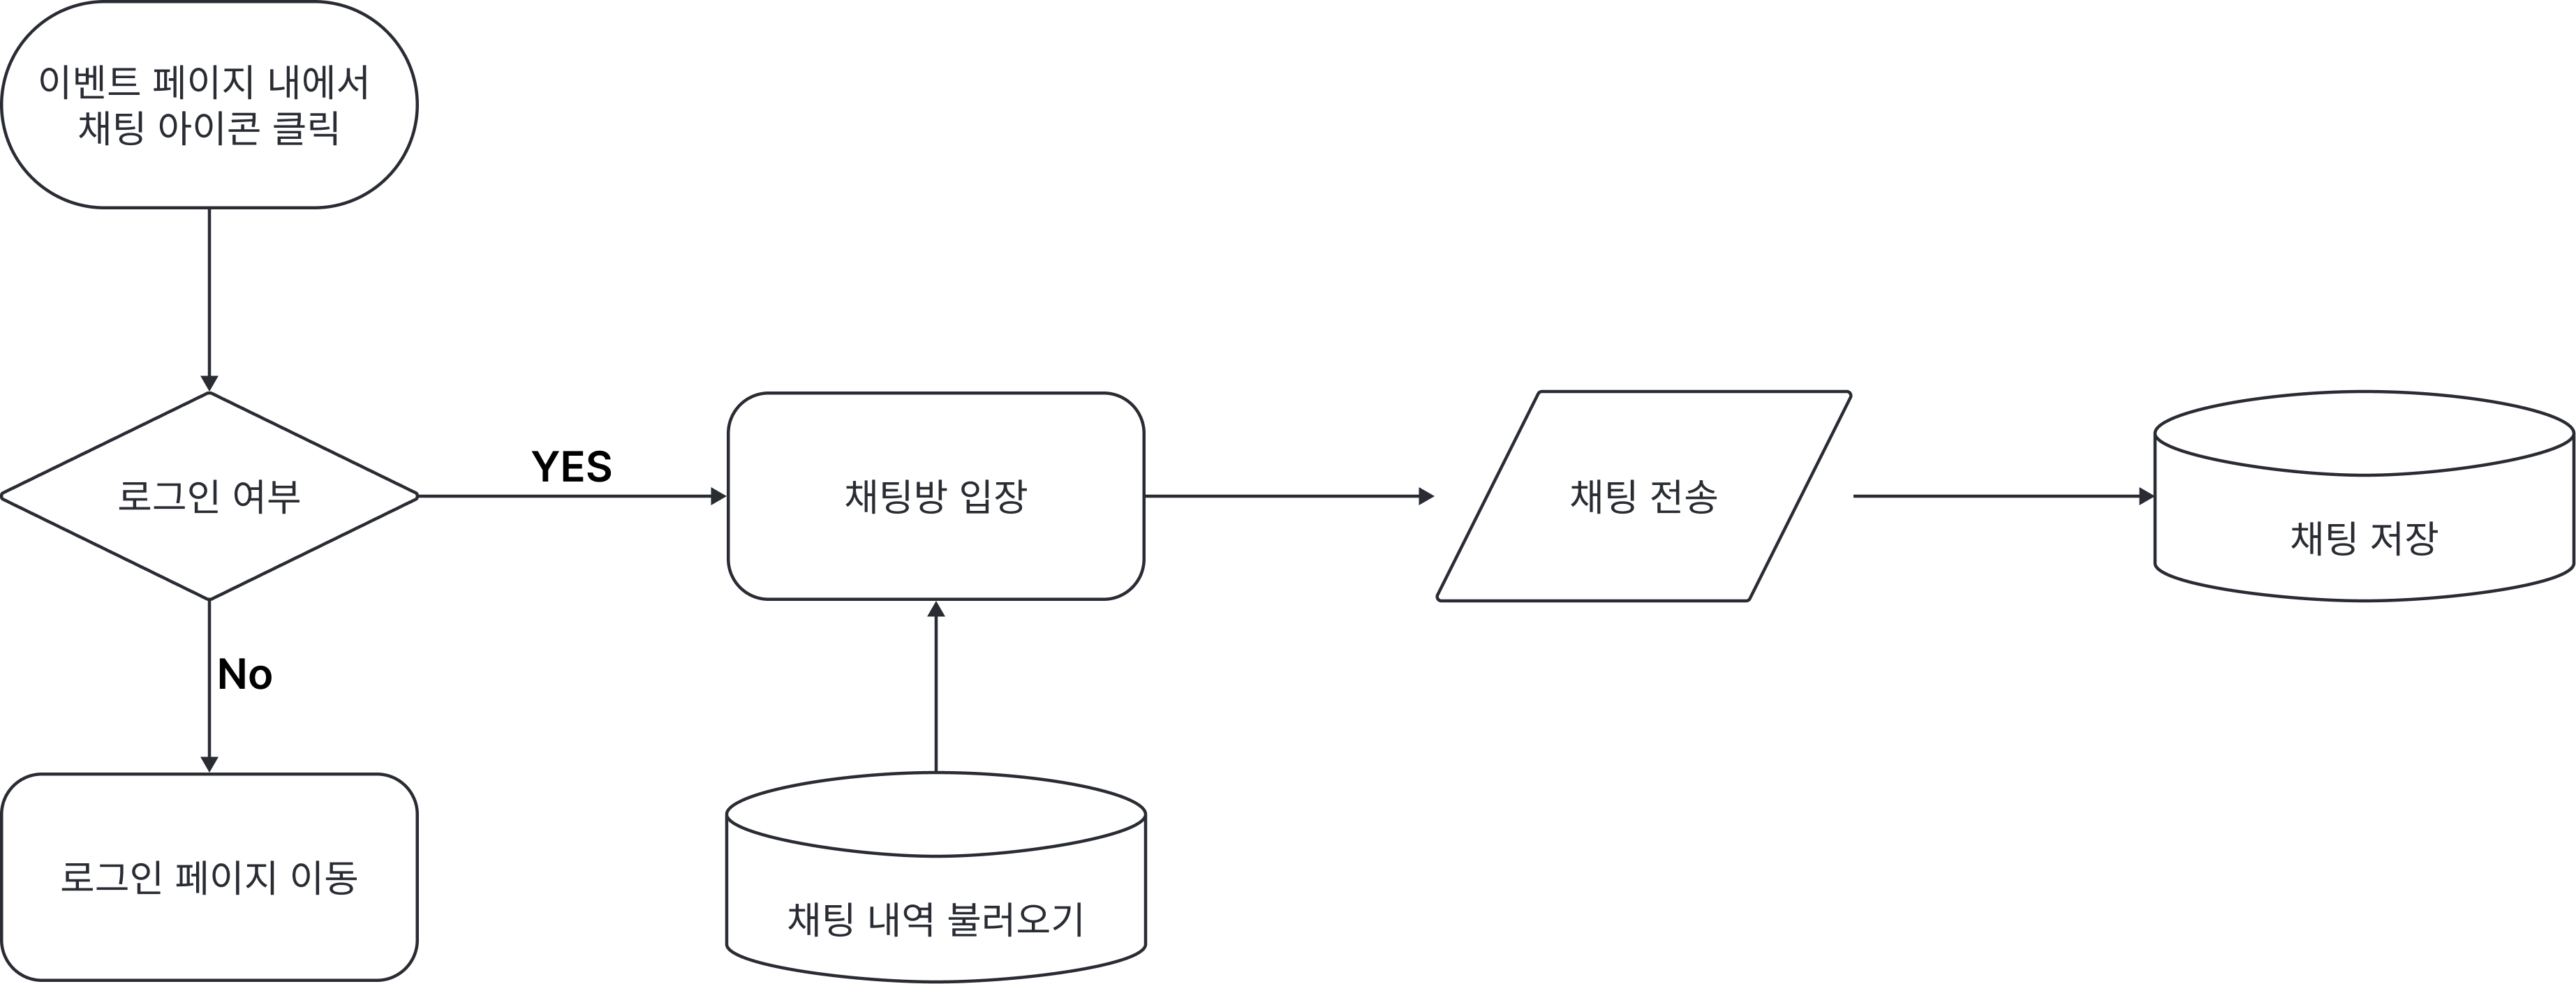 이벤트 페이지 내에서
채팅 아이콘 클릭
로그인 여부
YES
채팅방 입장
채팅 전송
채팅 저장
No
로그인 페이지 이동
채팅 내역 불러오기